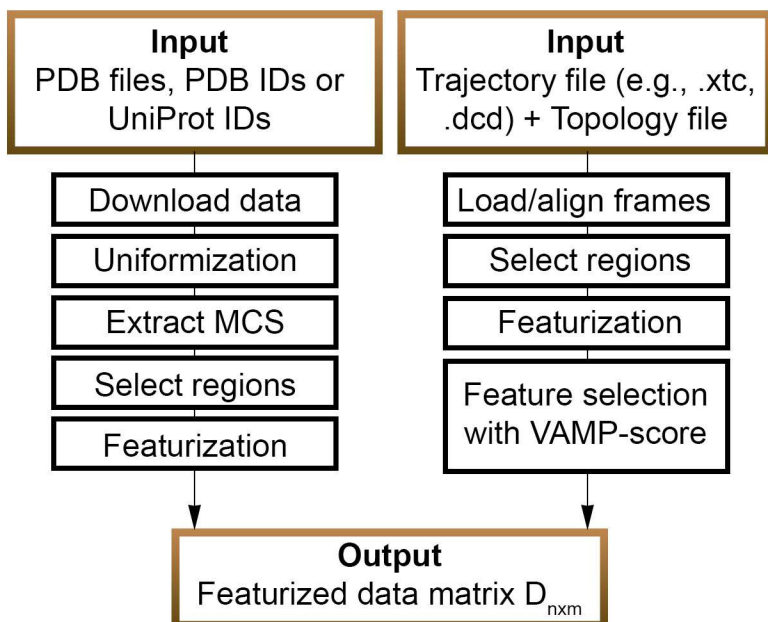 Input
PDB files, PDB IDs or
UniProt IDs
Download data
Uniformization
Extract MCS
Select regions
Featurization
Input
Trajectory file (e.g., .xtc,
.dcd) + Topology file
Load/align frames
Select regions
Featurization
Feature selection
with VAMP-score
Output
Featurized data matrix Dnxm